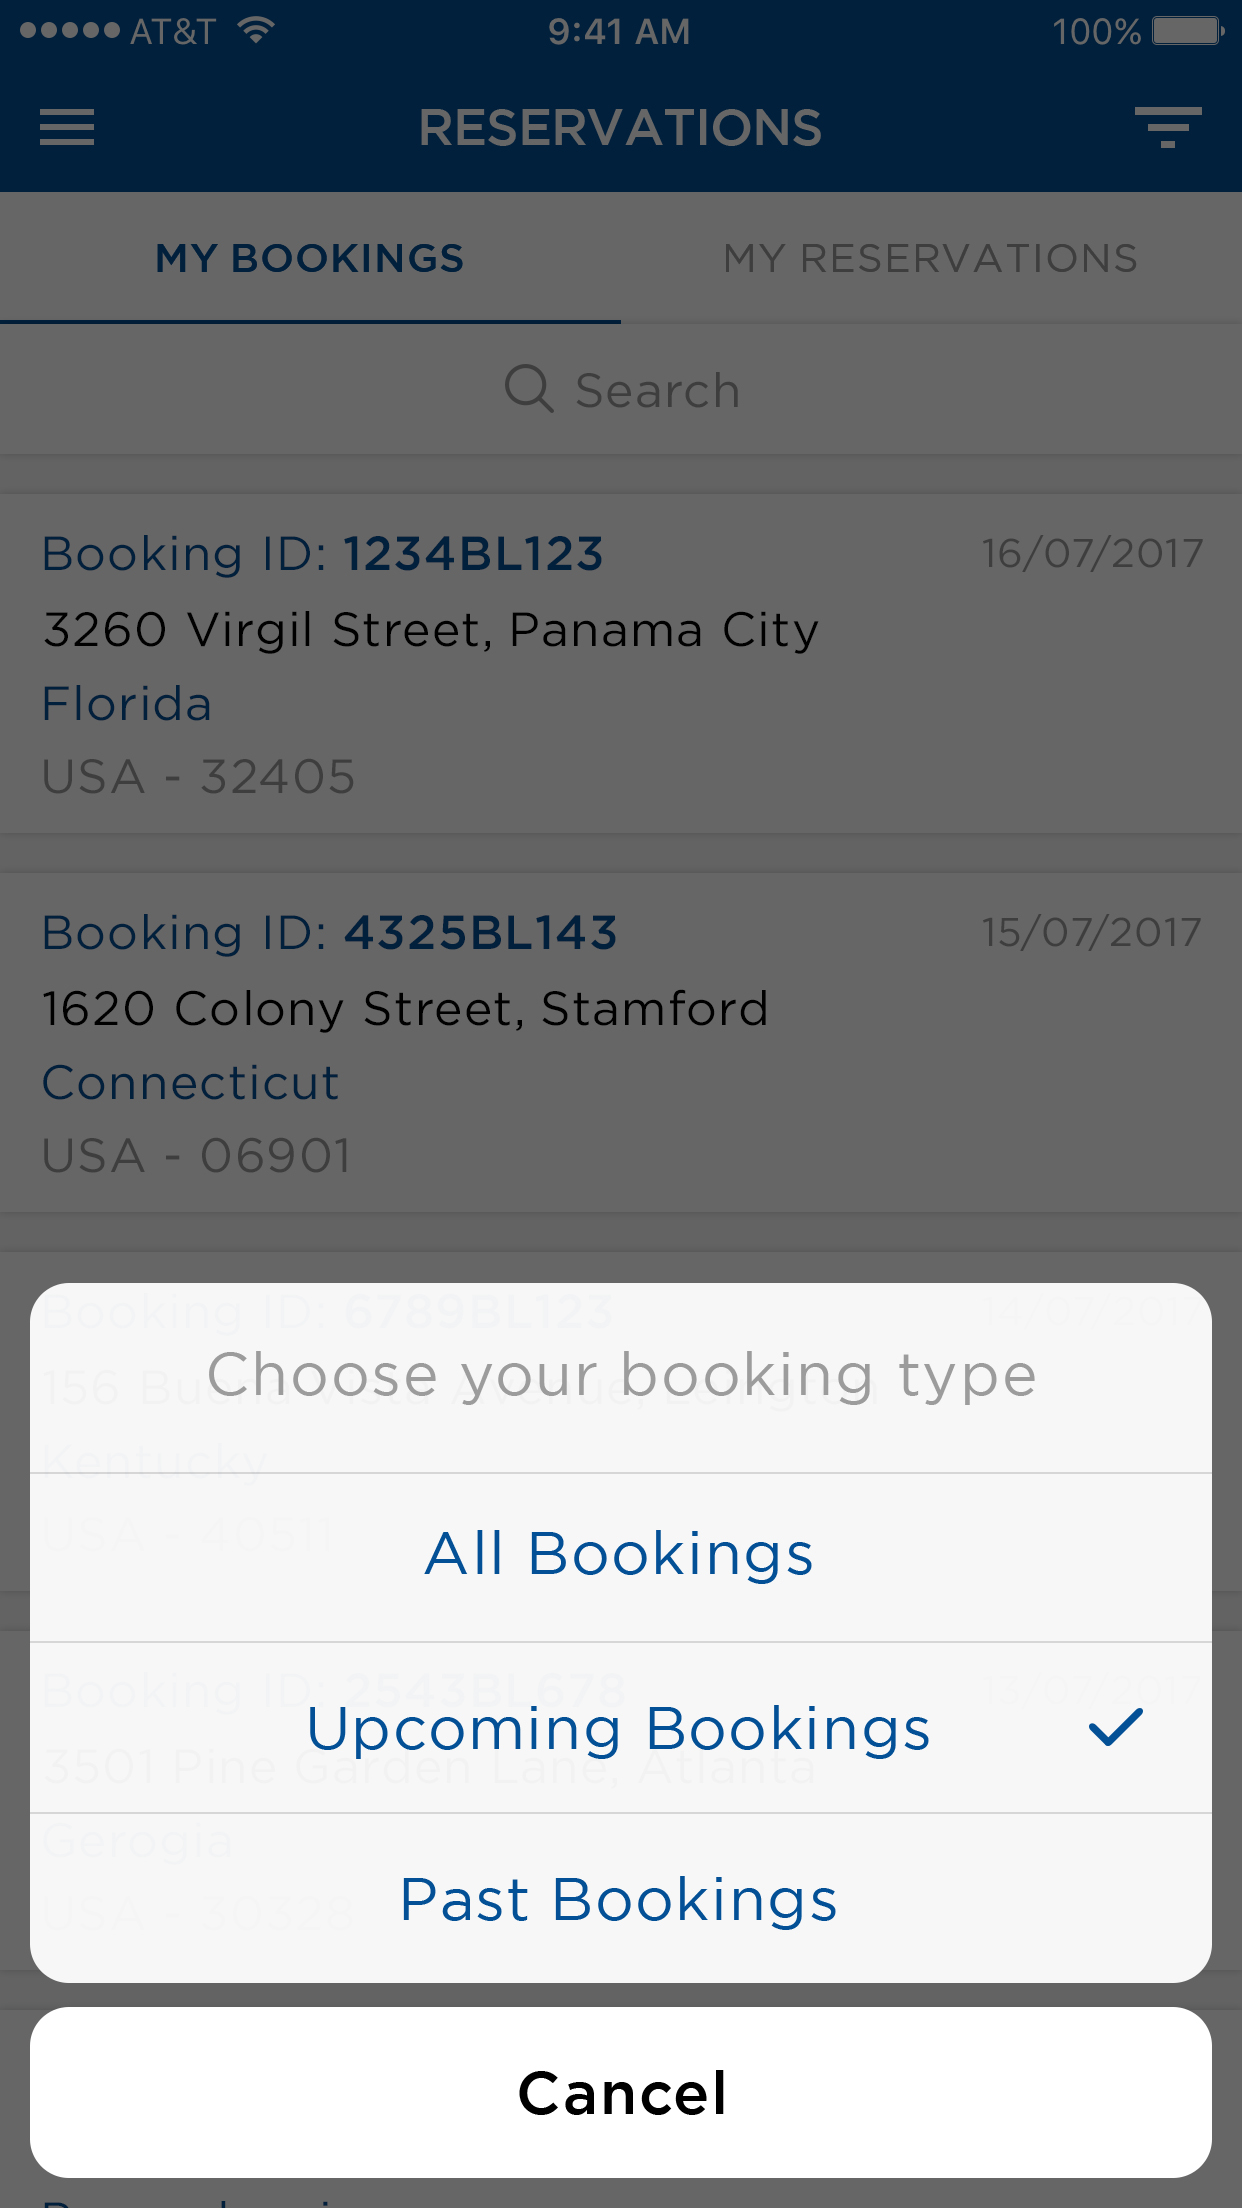 AT&T 9:41 AM 100%
RESERVATIONS
MY BOOKINGS MY RESERVATIONS
Search
Booking ID: 1234BL123 16/07/2017
3260 Virgil Street, Panama City
Florida
USA - 32405
Booking ID: 4325BL143 15/07/2017
1620 Colony Street, Stamford
Connecticut
USA - 06901
Booking ID: 6789BL123 14/07/2017
Choose your booking type
156 Buena Vista Avenue,
Kentucky
USA - 40511
All Bookings
Booking ID: 2543BL678 13/07/2017
Upcoming Bookings
3501 Pine Garden Lane, Atlanta
Gerogia
Past Bookings
USA - 30328
Cancel